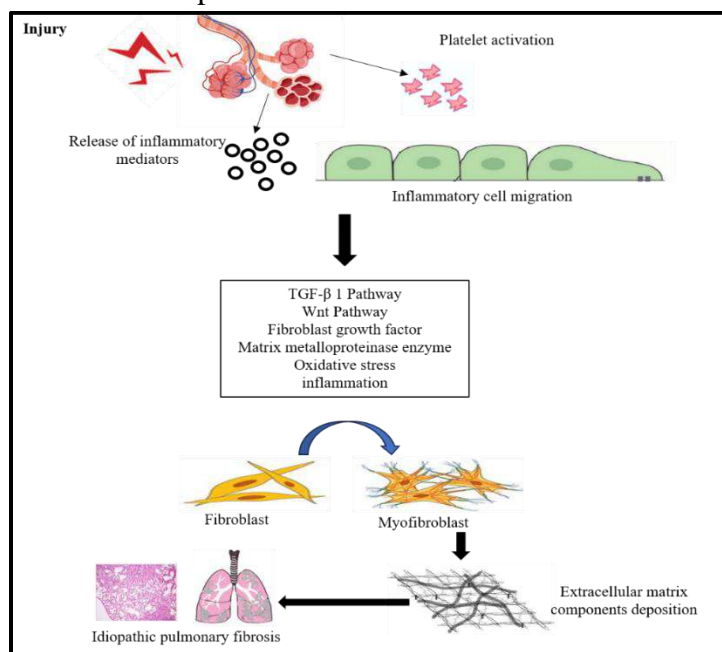 Injury
Platelet activation
Release of inflammatory
mediators
Inflammatory cell migration
TGF-β 1 Pathway
Wnt Pathway
Fibroblast growth factor
Matrix metalloproteinase enzyme
Oxidative stress
inflammation
Fibroblast
Myofibroblast
Extracellular matrix
components deposition
Idiopathic pulmonary fibrosis